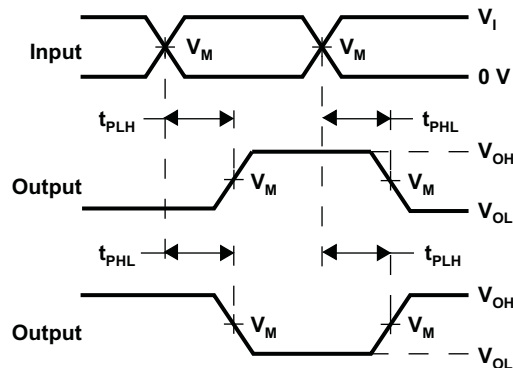 V_I
Input
V_M
V_M
0 V
t_PLH
t_PHL
V_OH
Output
V_M
V_M
V_OL
t_PHL
t_PLH
V_OH
Output
V_M
V_M
V_OL